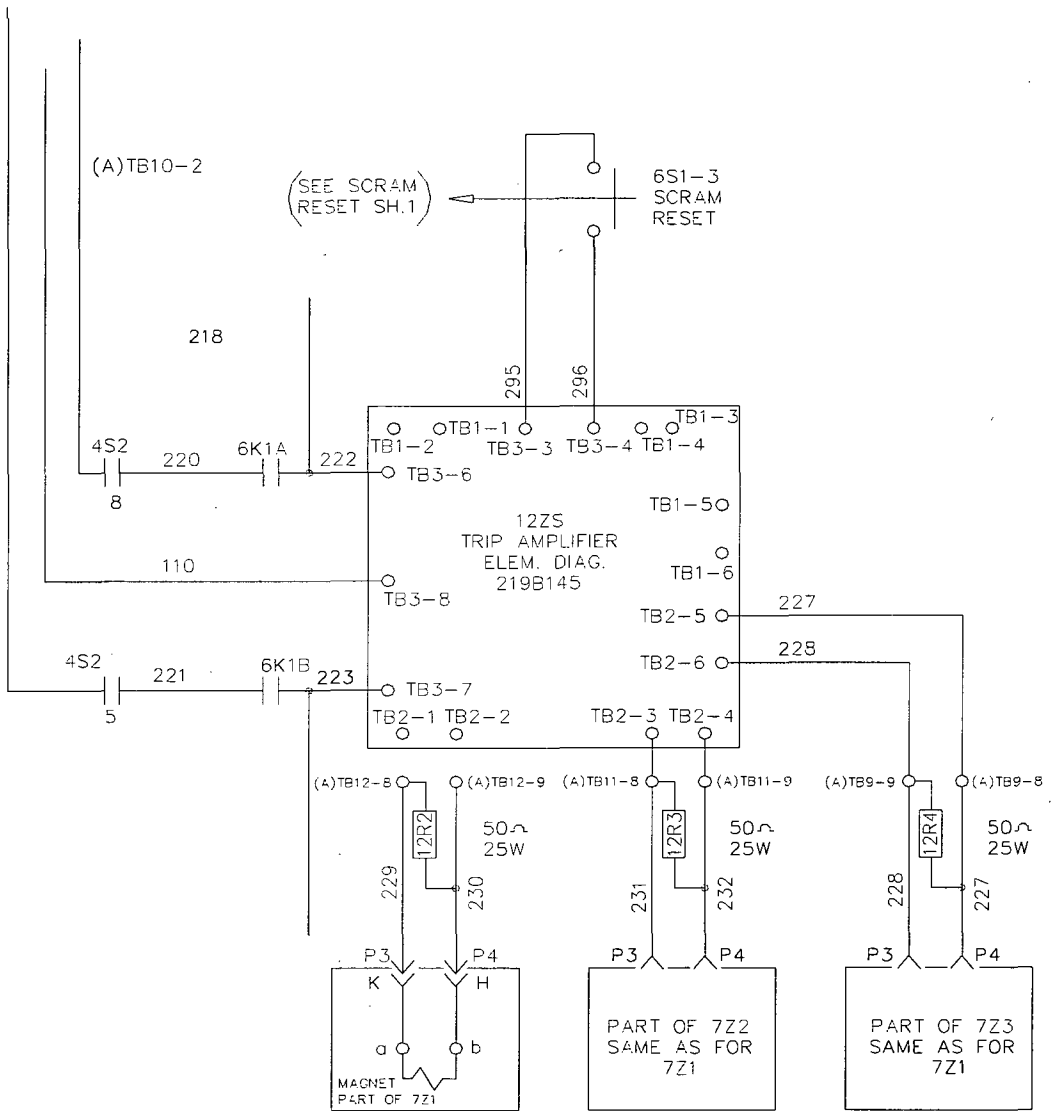 (A)TB10-2
(SEE SCRAM
RESET SH.1)
6S1-3
SCRAM
RESET
218
295
296
TB1-2
TB1-1
TB3-3
TB3-4
TB1-4
TB1-3
4S2
220
6K1A
222
TB3-6
8
TB1-5
12ZS
TRIP AMPLIFIER
ELEM. DIAG.
219B145
TB1-6
110
TB3-8
TB2-5
227
TB2-6
228
4S2
221
6K1B
223
TB3-7
5
TB2-1
TB2-2
TB2-3
TB2-4
(A)TB12-8
(A)TB12-9
(A)TB11-8
(A)TB11-9
(A)TB9-9
(A)TB9-8
12R2
50Ω
25W
12R3
50Ω
25W
12R4
50Ω
25W
229
230
231
232
228
227
P3
P4
P3
P4
P3
P4
K
H
a
b
MAGNET
PART OF 7Z1
PART OF 7Z2
SAME AS FOR
7Z1
PART OF 7Z3
SAME AS FOR
7Z1